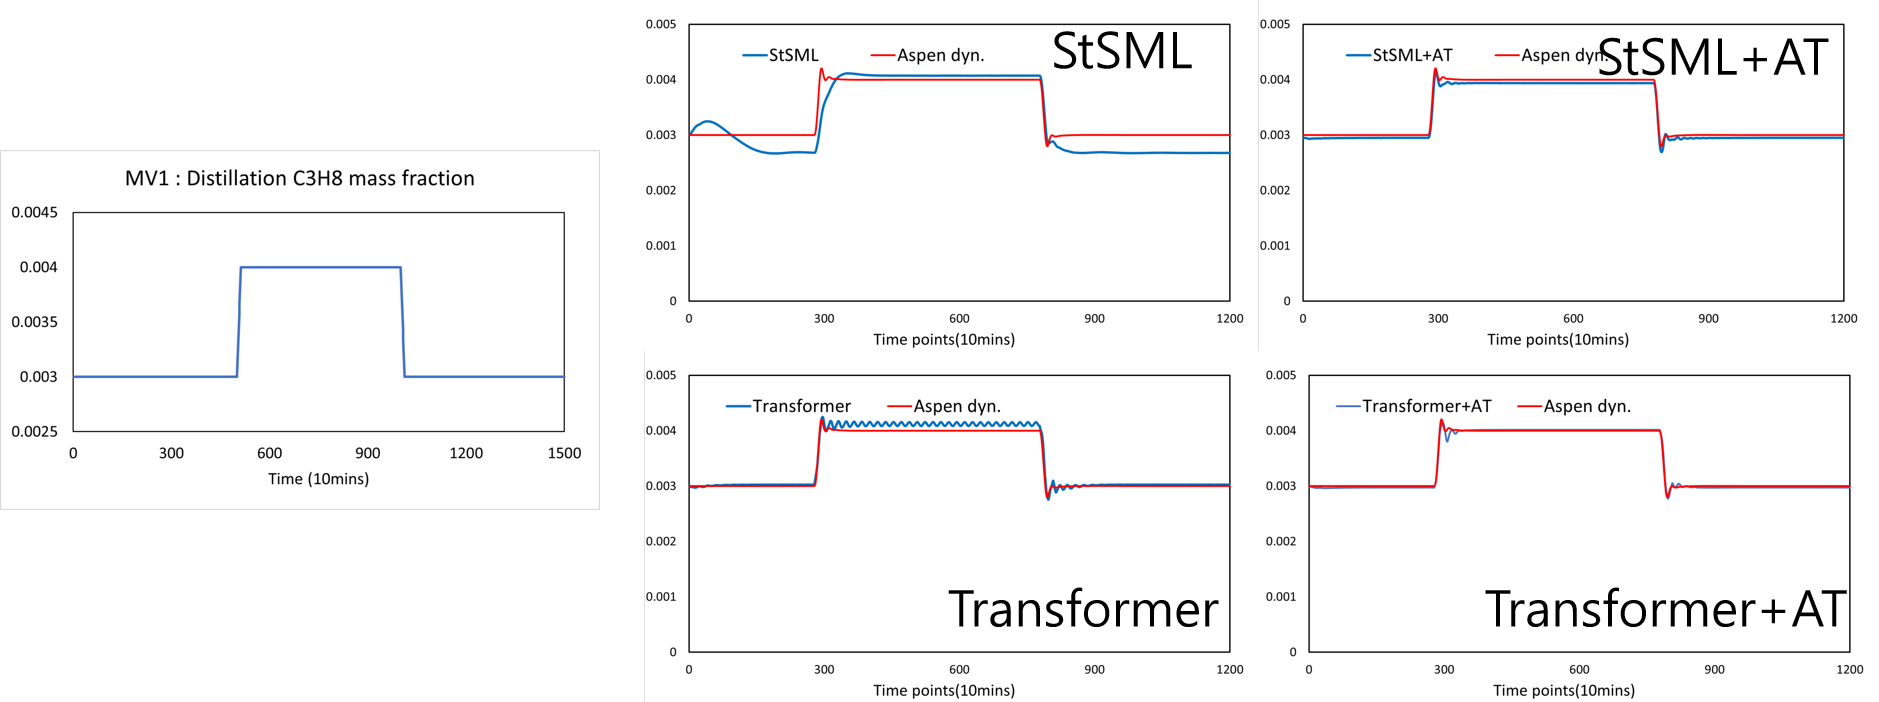 MV1 : Distillation C3H8 mass fraction
0.0045
0.004
0.0035
0.003
0.0025
0 300 600 900 1200 1500
Time (10mins)
0.005
StSML Aspen dyn.
StSML
0.004
0.003
0.002
0.001
0
0 300 600 900 1200
Time points(10mins)
0.005
StSML+AT Aspen dyn.
StSML+AT
0.004
0.003
0.002
0.001
0
0 300 600 900 1200
Time points(10mins)
0.005
Transformer Aspen dyn.
0.004
0.003
0.002
0.001
Transformer
0
0 300 600 900 1200
Time points(10mins)
0.005
Transformer+AT Aspen dyn.
0.004
0.003
0.002
0.001
Transformer+AT
0
0 300 600 900 1200
Time points(10mins)